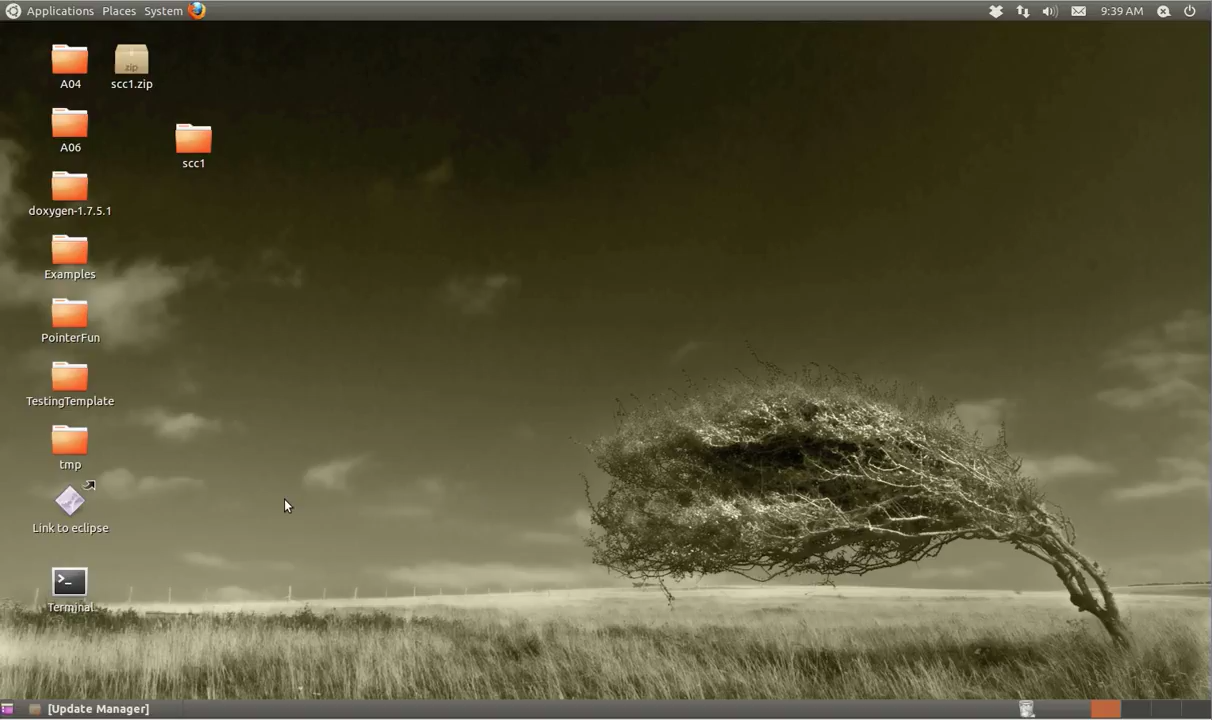 Applications Places System 9:39 AM
A04
scc1.zip
zip
A06
scc1
doxygen-1.7.5.1
Examples
PointerFun
TestingTemplate
tmp
Link to eclipse
>_
Terminal
[Update Manager]